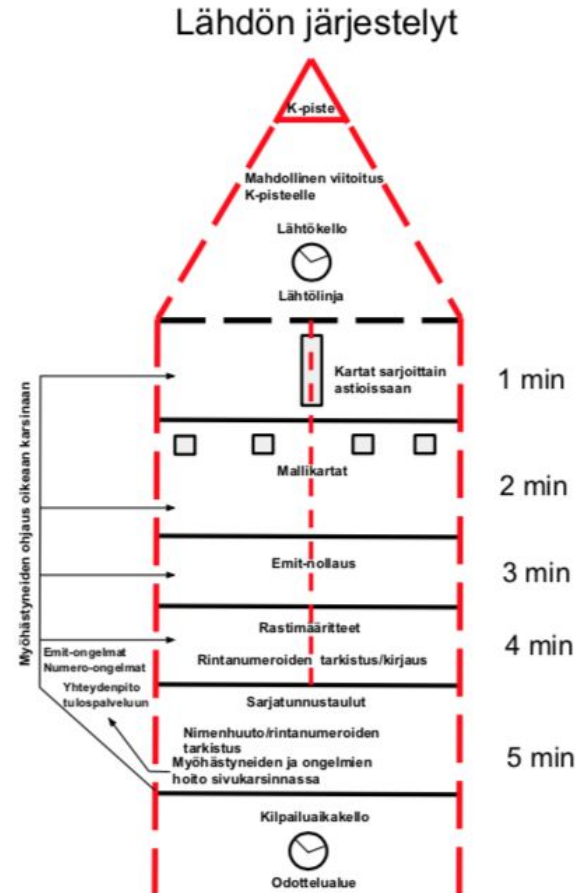 Lähdön järjestelyt
K-piste
Mahdollinen viitoitus
K-pisteelle
Lähtökello
Lähtölinja
Kartat sarjoittain
astioissaan
1 min
Mallikartat
2 min
Emit-nollaus
3 min
Rastimääritteet
Rintanumeroiden tarkistus/kirjaus
4 min
Myöhästyneiden ohjaus oikeaan karsinaan
Emit-ongelmat
Numero-ongelmat
Yhteydenpito
tulospalveluun
Sarjatunnustaulut
Nimenhuuto/rintanumeroiden
tarkistus
Myöhästyneiden ja ongelmien
hoito sivukarsinnassa
5 min
Kilpailuaikakello
Odottelualue